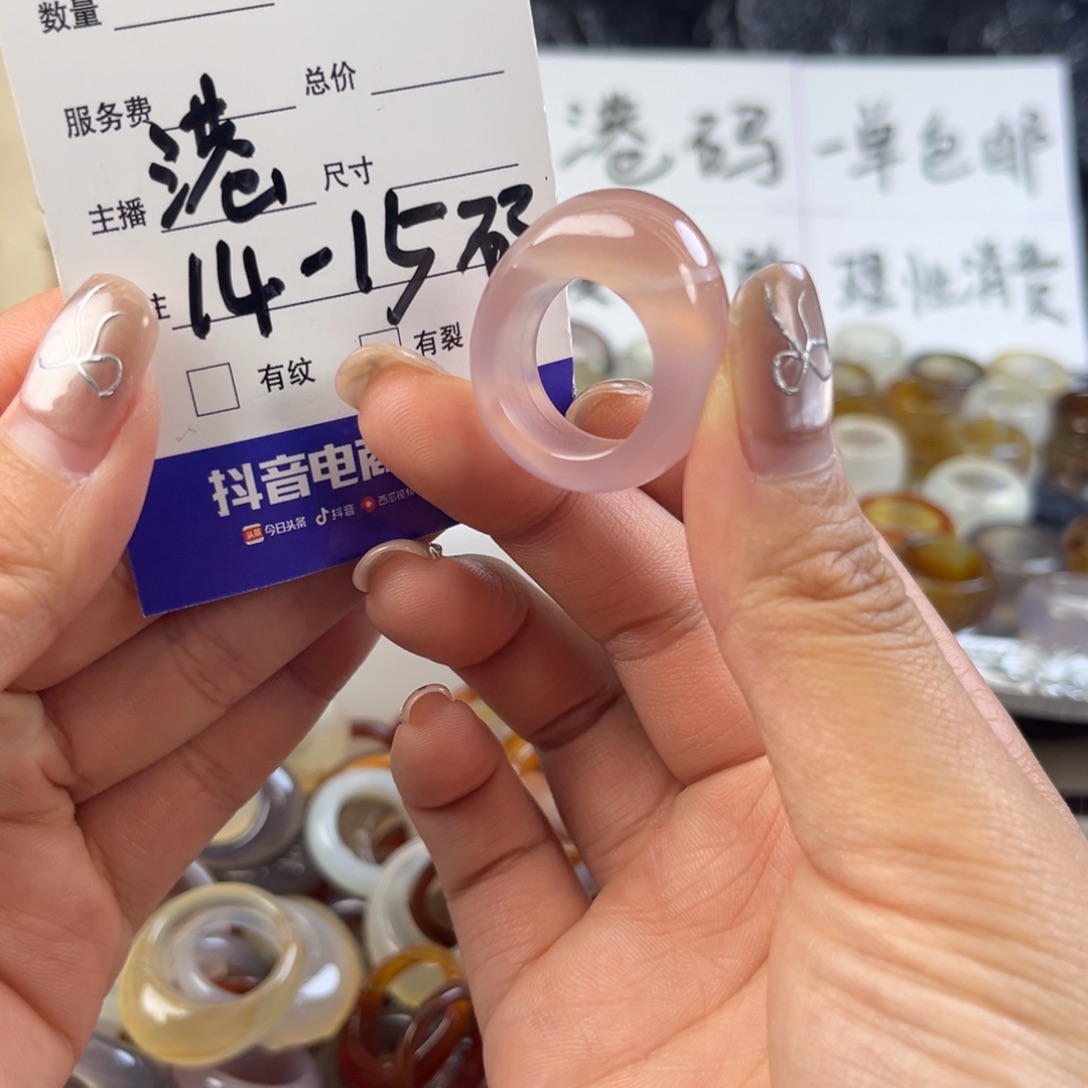 数量
服务费 总价
港
主播 尺寸
14-15码
有纹 有裂
抖音电商
今日头条 抖音 西瓜视频
港码 一单包邮
理性消费